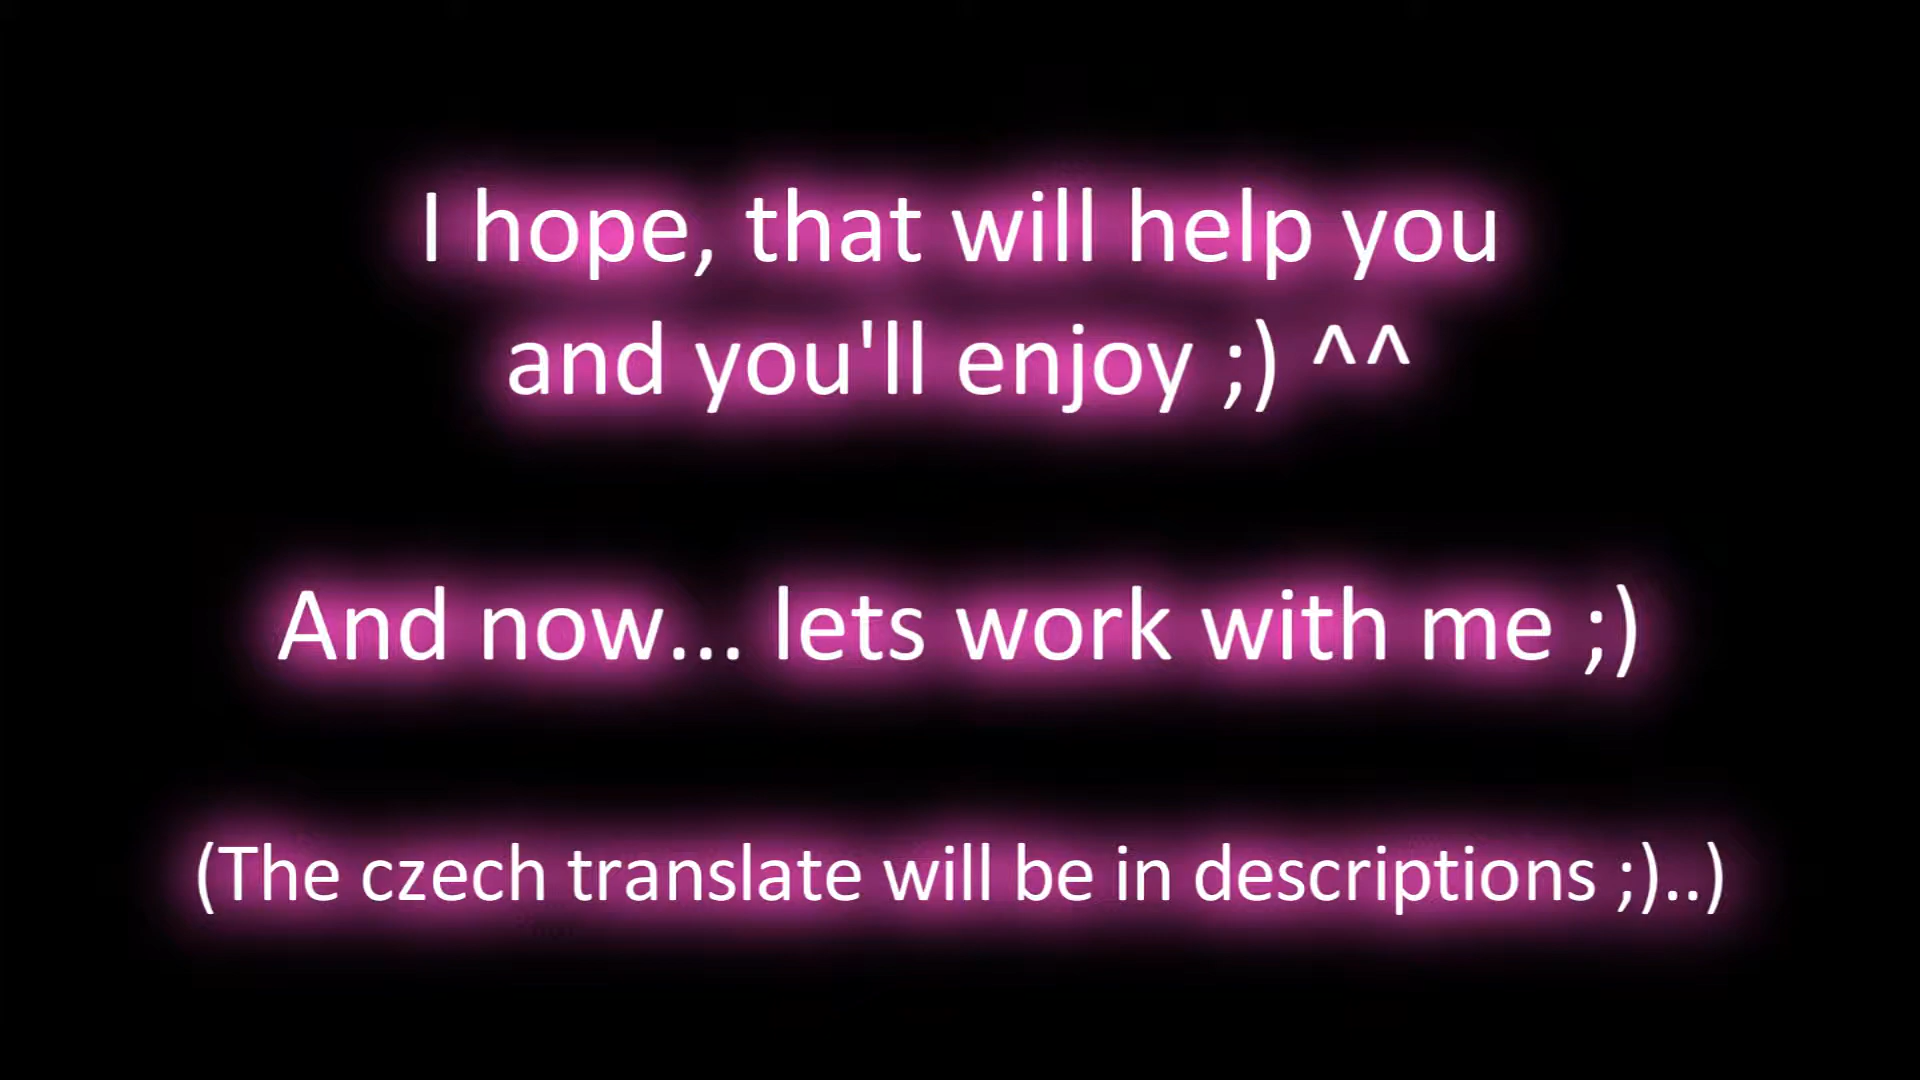 I hope, that will help you
and you'll enjoy ;) ^^
And now... lets work with me ;)
(The czech translate will be in descriptions ;)..)